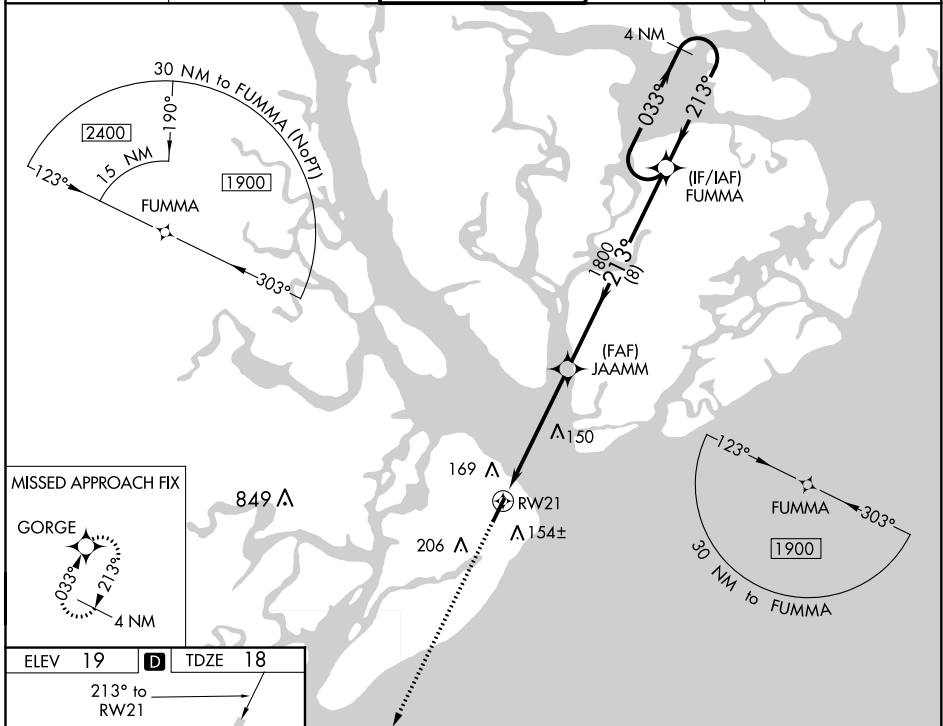 4 NM
033°
213°
(IF/IAF)
FUMMA
30 NM to FUMMA (NoPT)
190°
2400
15 NM
1900
123°
FUMMA
303°
1800
213°
(8)
(FAF)
JAAMM
150
169
RW21
154±
206
849
MISSED APPROACH FIX
GORGE
033°
213°
4 NM
123°
FUMMA
303°
1900
30 NM to FUMMA
ELEV 19 D TDZE 18
213° to
RW21